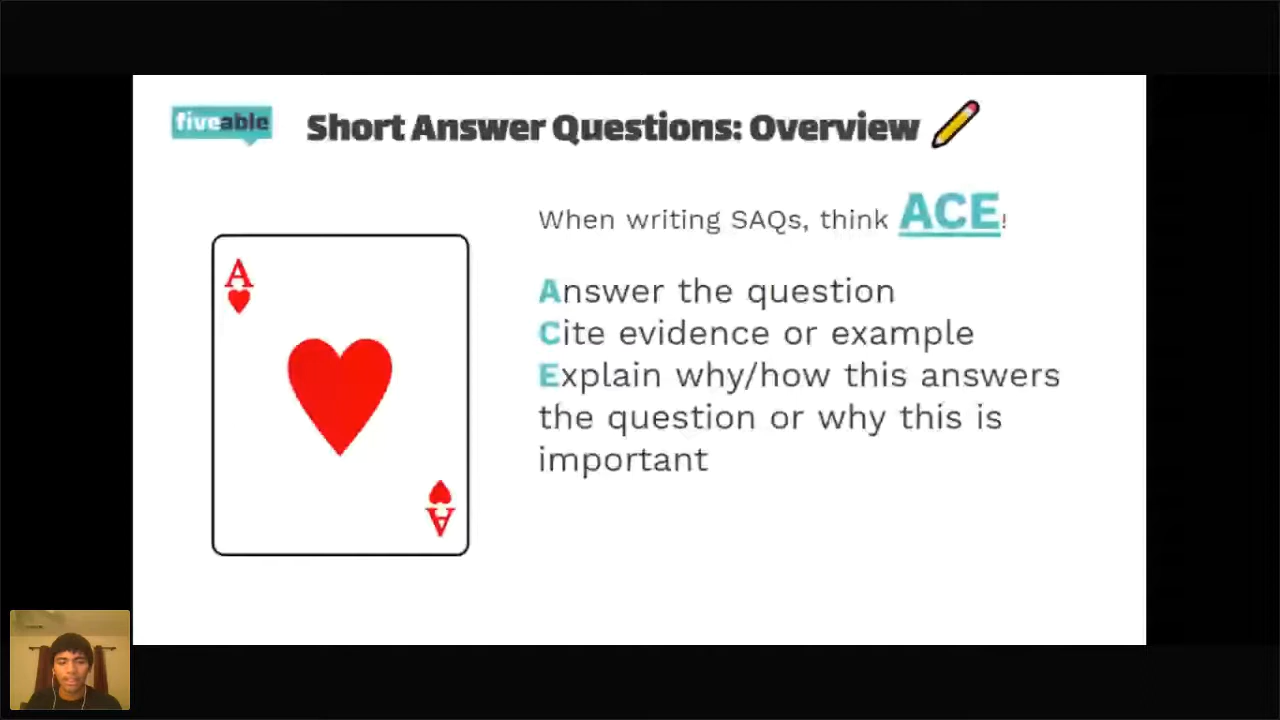 fiveable
Short Answer Questions: Overview
When writing SAQs, think ACE!
A
Answer the question
Cite evidence or example
Explain why/how this answers
the question or why this is
important
A